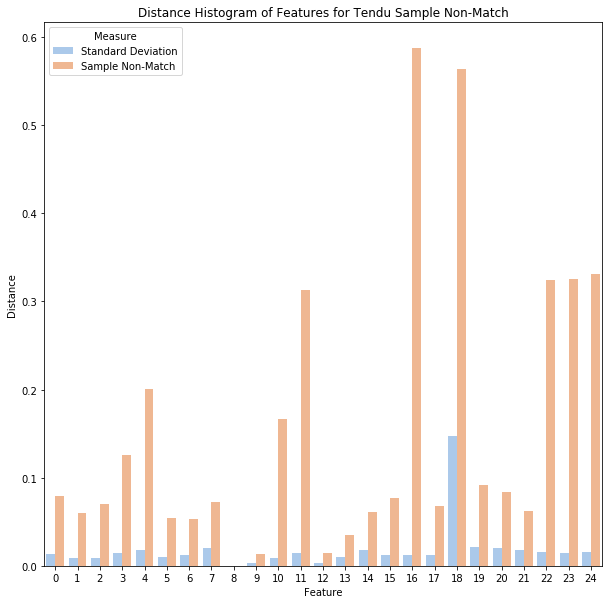 Distance Histogram of Features for Tendu Sample Non-Match
Measure
Standard Deviation
Sample Non-Match
0.6
0.5
0.4
0.3
0.2
0.1
0.0
Distance
0 1 2 3 4 5 6 7 8 9 10 11 12 13 14 15 16 17 18 19 20 21 22 23 24
Feature